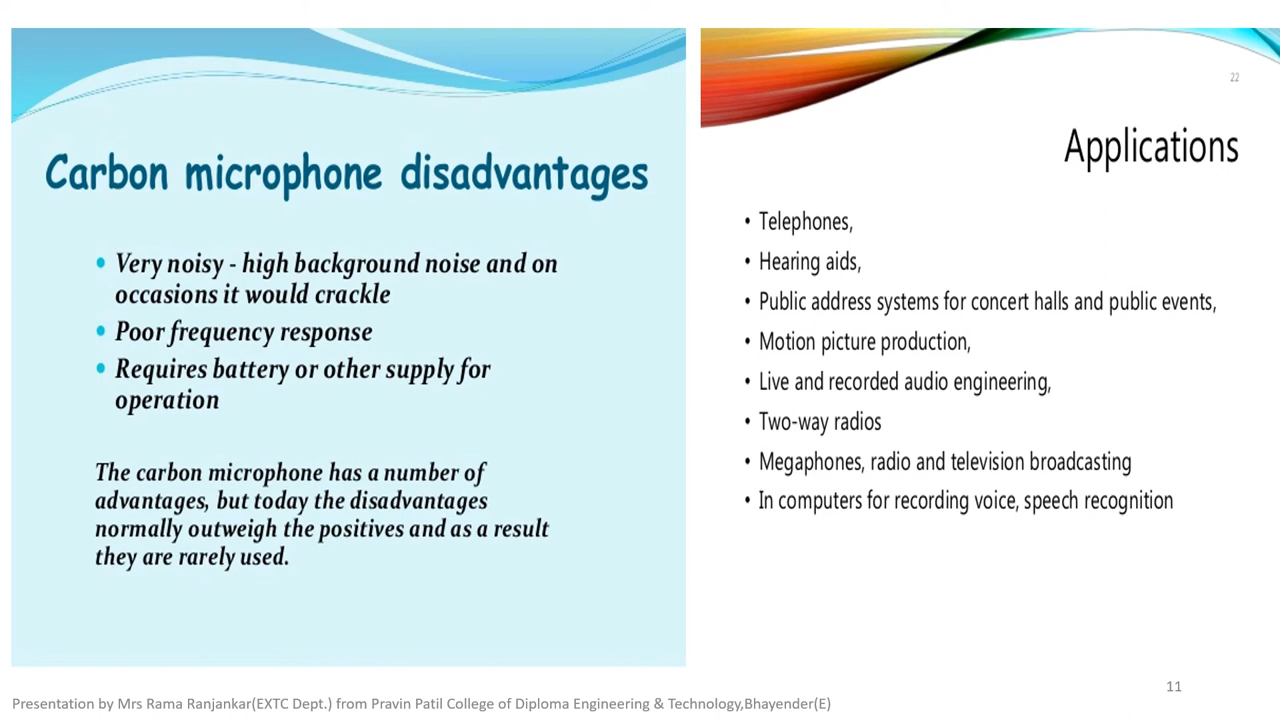 Carbon microphone disadvantages
• Very noisy - high background noise and on
occasions it would crackle
• Poor frequency response
• Requires battery or other supply for
operation
The carbon microphone has a number of
advantages, but today the disadvantages
normally outweigh the positives and as a result
they are rarely used.
22
Applications
• Telephones,
• Hearing aids,
• Public address systems for concert halls and public events,
• Motion picture production,
• Live and recorded audio engineering,
• Two-way radios
• Megaphones, radio and television broadcasting
• In computers for recording voice, speech recognition
11
Presentation by Mrs Rama Ranjankar(EXTC Dept.) from Pravin Patil College of Diploma Engineering & Technology,Bhayender(E)